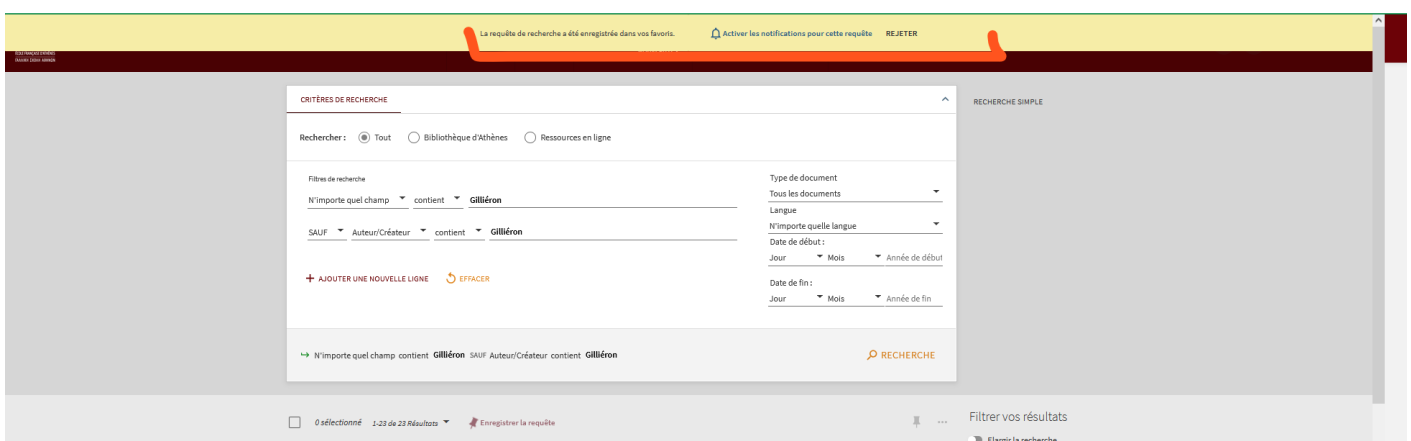 La requête de recherche a été enregistrée dans vos favoris. Activer les notifications pour cette requête REJETER
CRITÈRES DE RECHERCHE
RECHERCHE SIMPLE
Rechercher : Tout Bibliothèque d'Athènes Ressources en ligne
Filtres de recherche
N'importe quel champ contient Gilliéron
SAUF Auteur/Créateur contient Gilliéron
+ AJOUTER UNE NOUVELLE LIGNE EFFACER
Type de document
Tous les documents
Langue
N'importe quelle langue
Date de début :
Jour Mois Année de début
Date de fin :
Jour Mois Année de fin
N'importe quel champ contient Gilliéron SAUF Auteur/Créateur contient Gilliéron
RECHERCHE
0 sélectionné 1-23 de 23 Résultats Enregistrer la requête
...
Filtrer vos résultats
Elargir la recherche